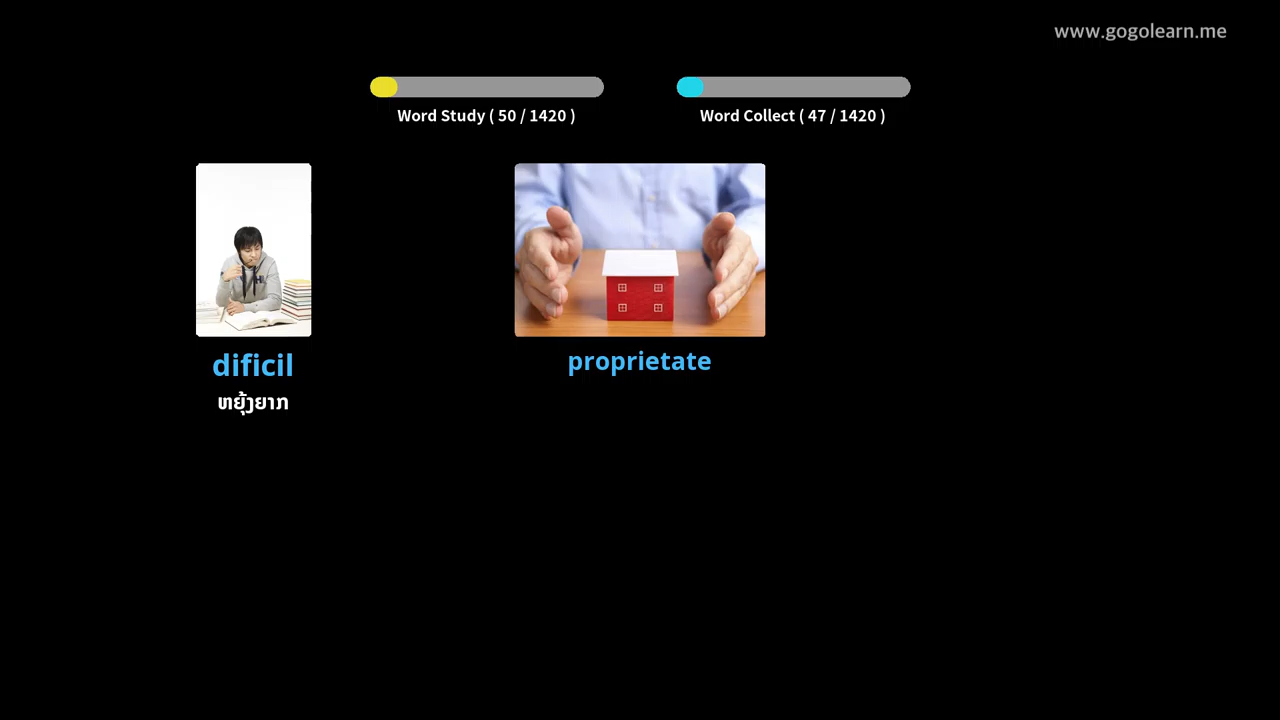 www.gogolearn.me
Word Study ( 50 / 1420 )
Word Collect ( 47 / 1420 )
dificil
ຫຍຸ້ງຍາກ
proprietate